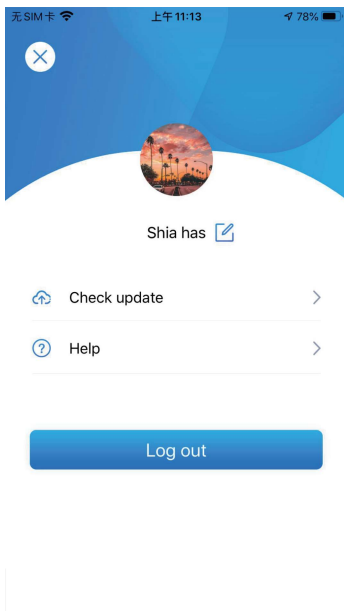 无SIM卡 上午11:13 78%
Shia has
Check update
Help
Log out